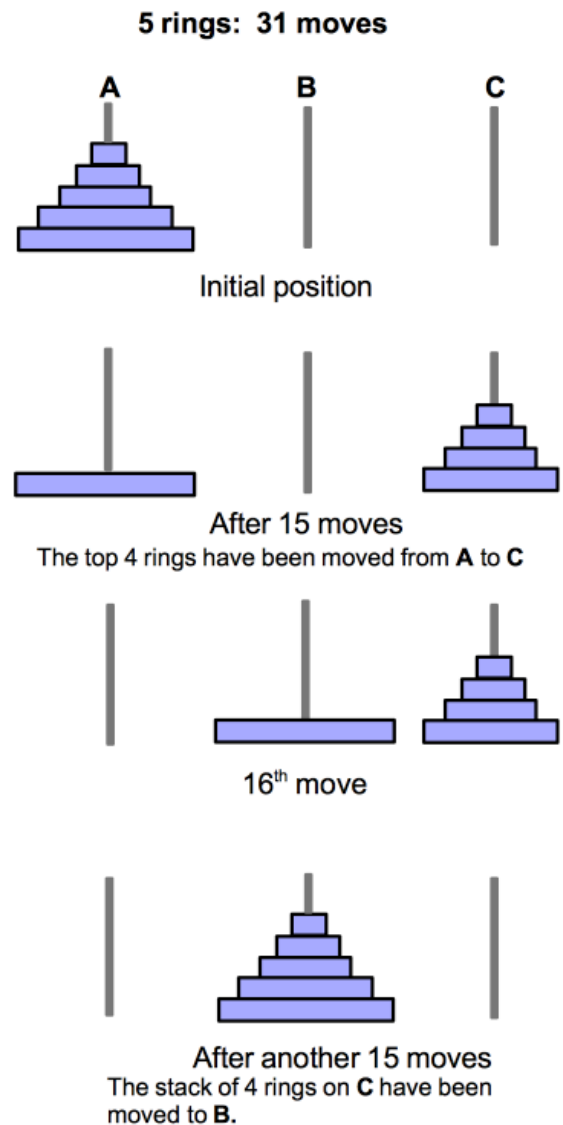 5 rings:  31 moves
A B C
Initial position
After 15 moves
The top 4 rings have been moved from A to C
16th move
After another 15 moves
The stack of 4 rings on C have been
moved to B.